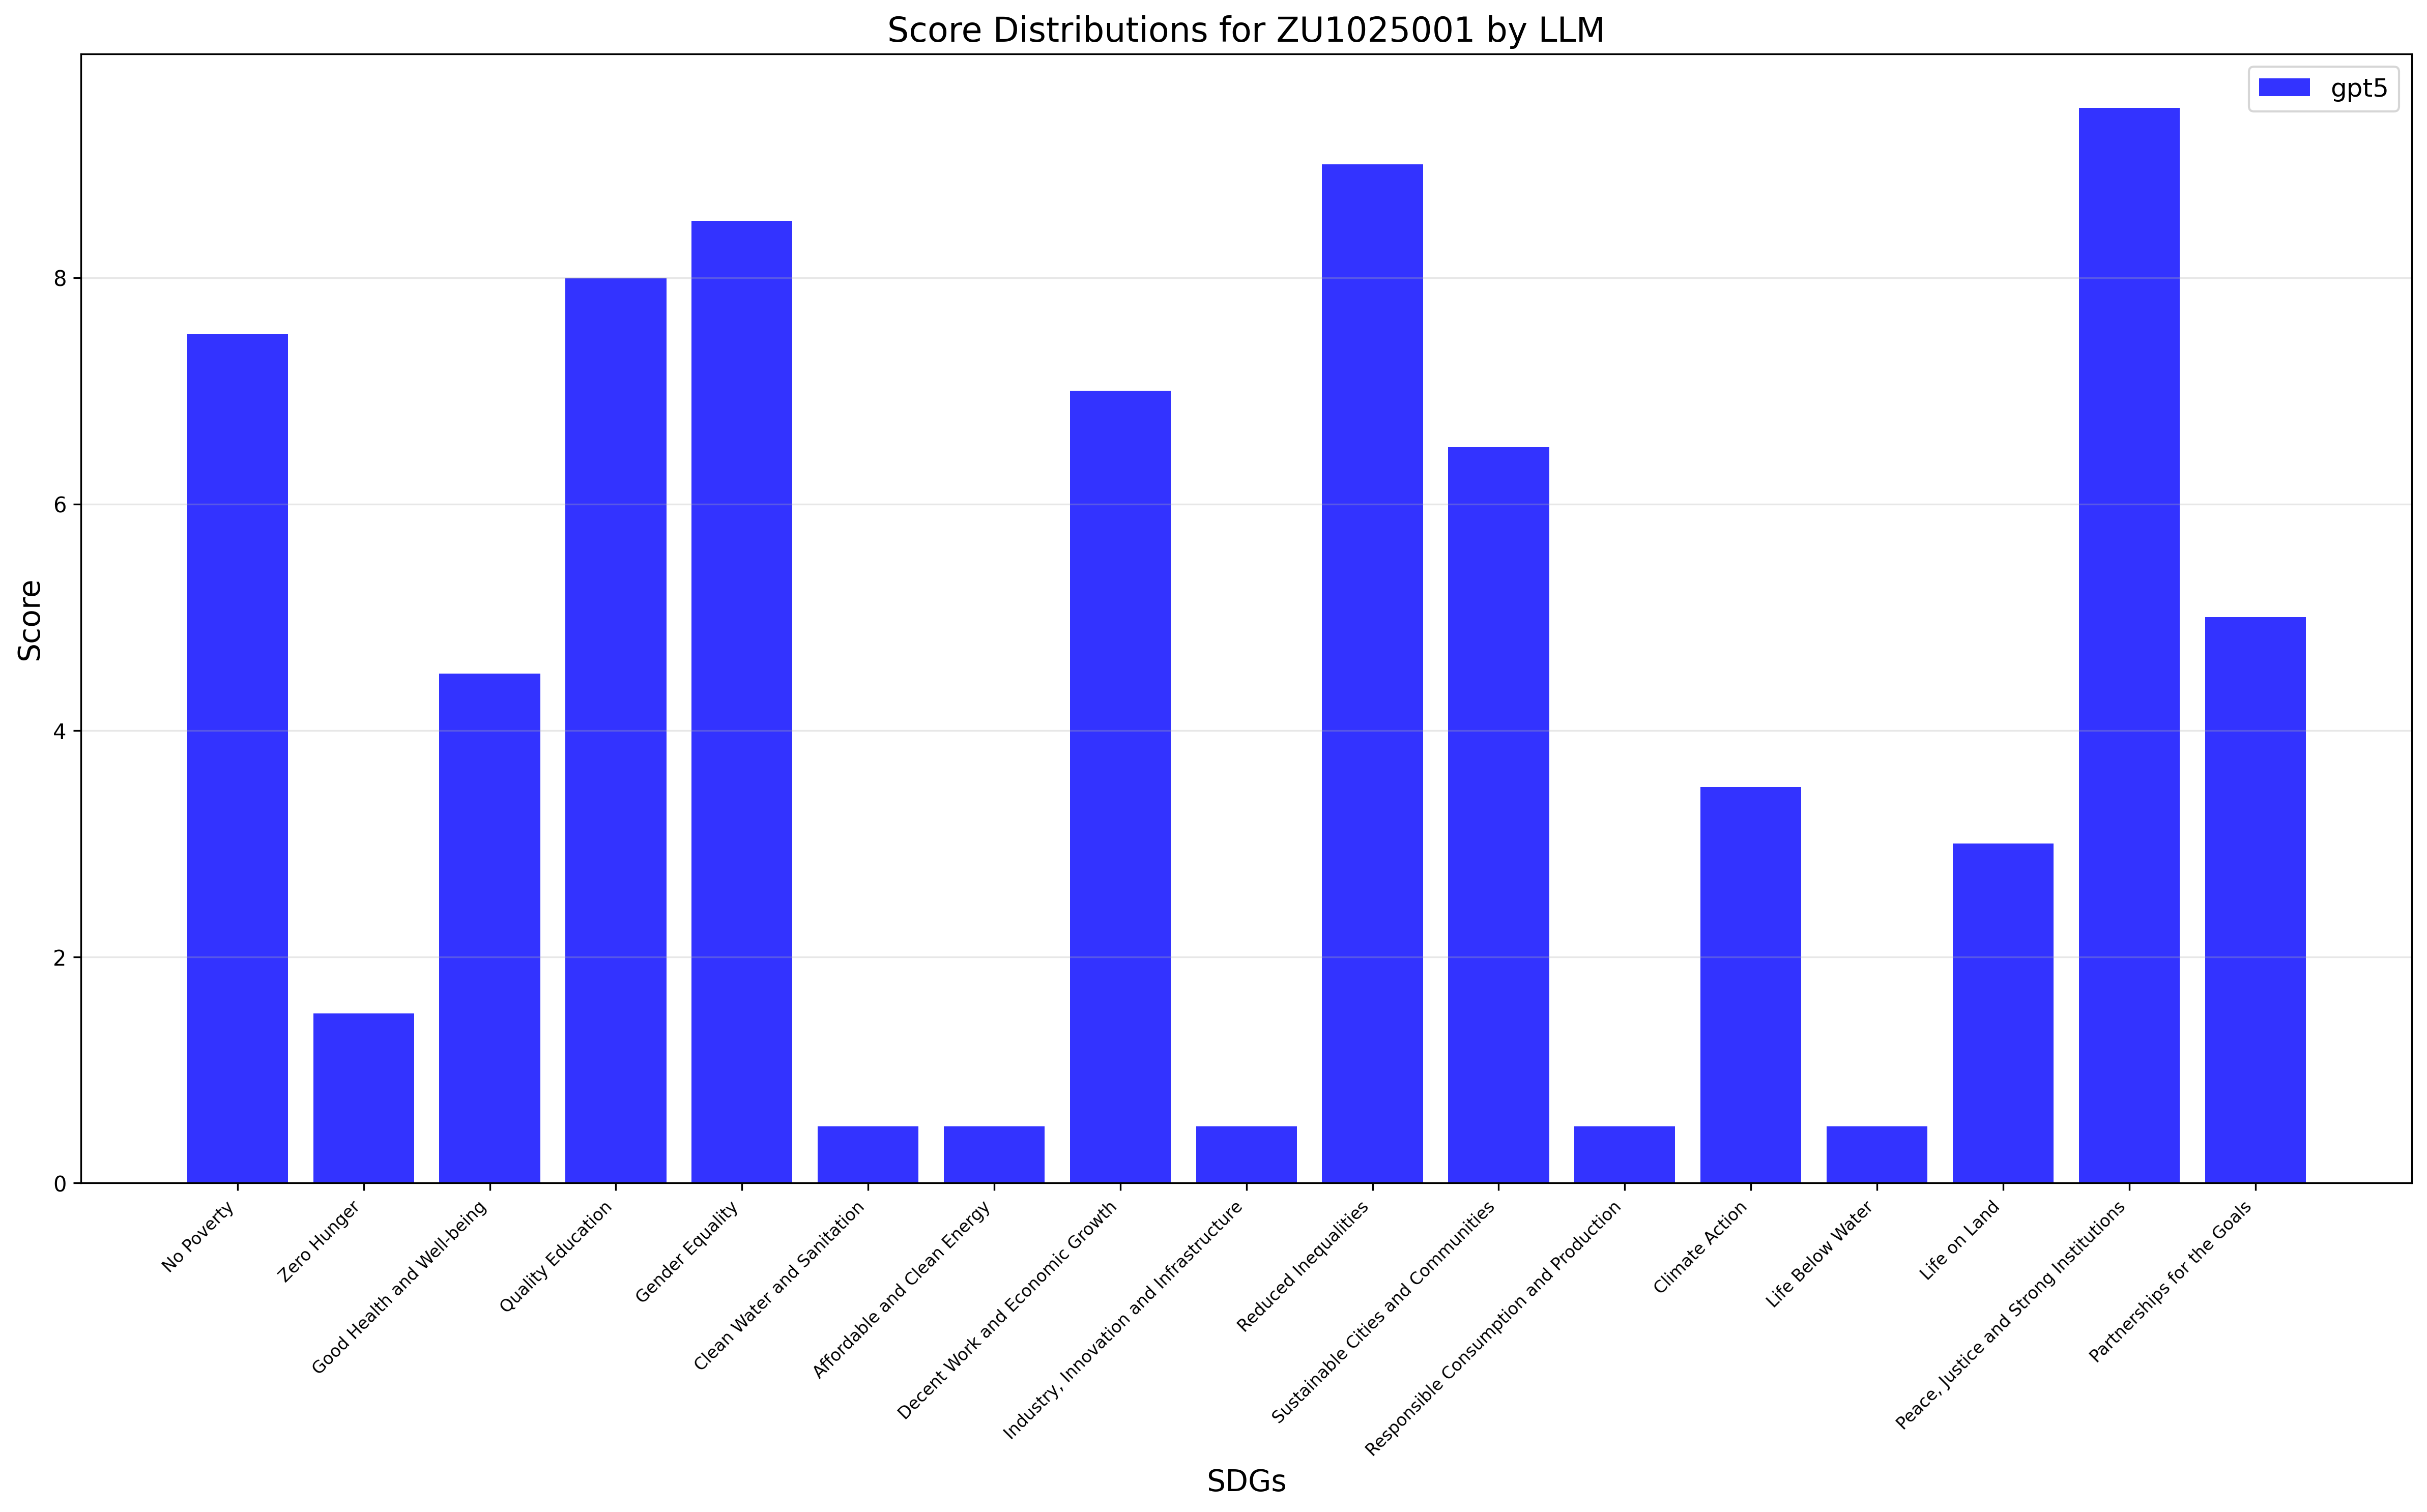 Score Distributions for ZU1025001 by LLM
gpt5
Score
8
6
4
2
0
No Poverty
Zero Hunger
Good Health and Well-being
Quality Education
Gender Equality
Clean Water and Sanitation
Affordable and Clean Energy
Decent Work and Economic Growth
Industry, Innovation and Infrastructure
Reduced Inequalities
Sustainable Cities and Communities
Responsible Consumption and Production
Climate Action
Life Below Water
Life on Land
Peace, Justice and Strong Institutions
Partnerships for the Goals
SDGs